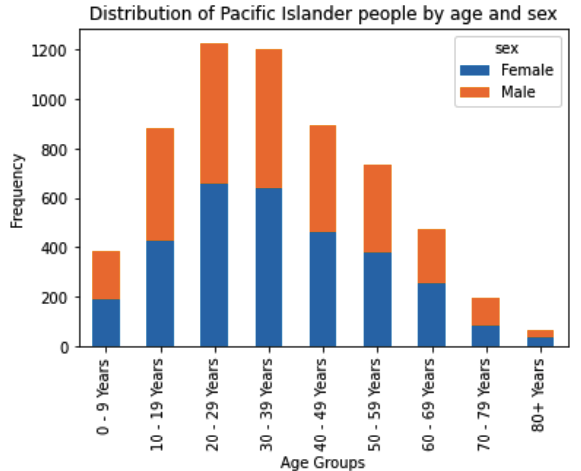 Distribution of Pacific Islander people by age and sex
1200
1000
800
600
400
200
0
Frequency
sex
Female
Male
0 - 9 Years
10 - 19 Years
20 - 29 Years
30 - 39 Years
40 - 49 Years
50 - 59 Years
60 - 69 Years
70 - 79 Years
80+ Years
Age Groups